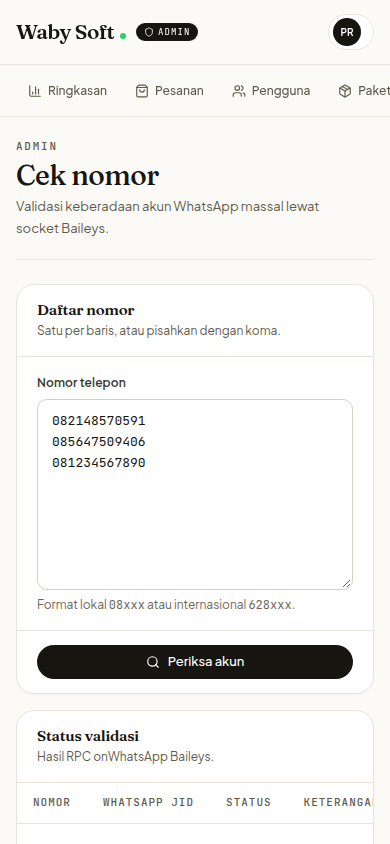 Waby Soft
ADMIN
PR
Ringkasan
Pesanan
Pengguna
Paket
ADMIN
Cek nomor
Validasi keberadaan akun WhatsApp massal lewat
socket Baileys.
Daftar nomor
Satu per baris, atau pisahkan dengan koma.
Nomor telepon
082148570591
085647509406
081234567890
Format lokal 08xxx atau internasional 628xxx.
Periksa akun
Status validasi
Hasil RPC onWhatsApp Baileys.
NOMOR
WHATSAPP JID
STATUS
KETERANGA